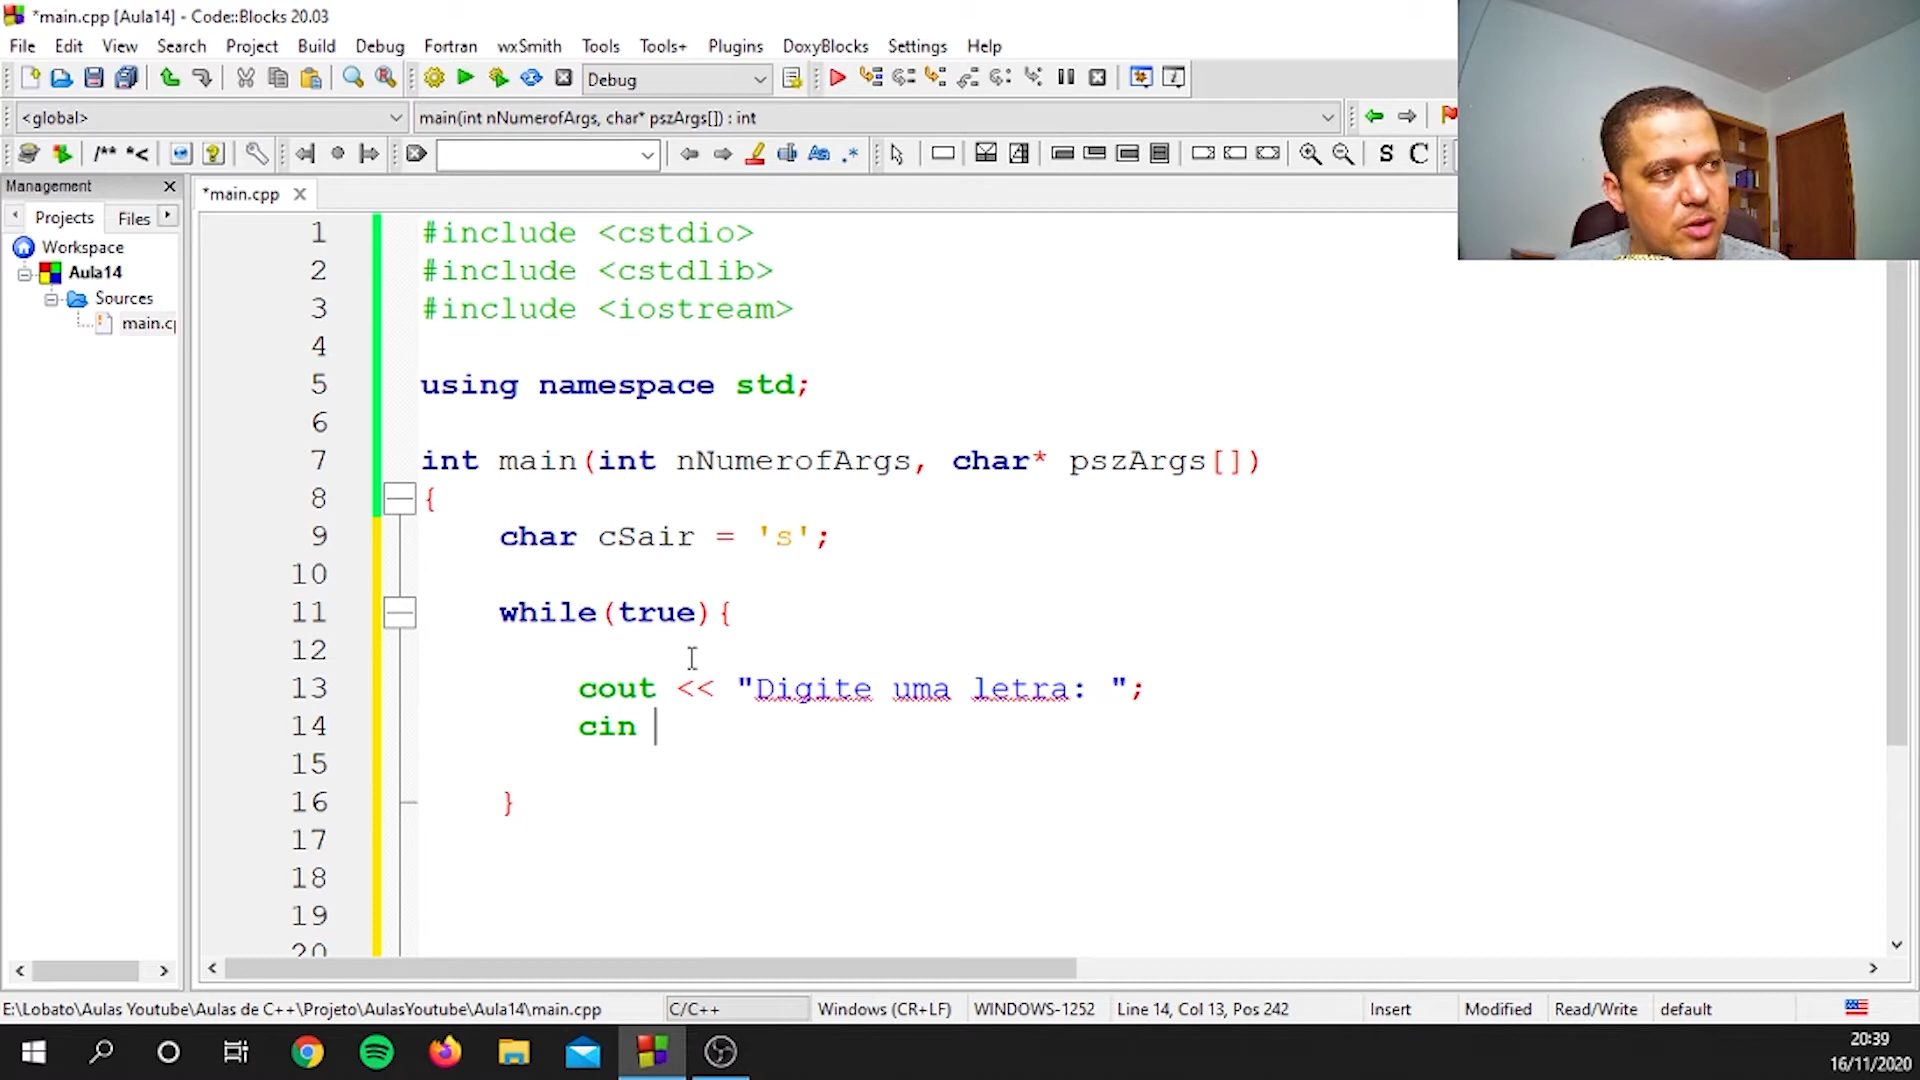 *main.cpp [Aula14] - Code::Blocks 20.03
File Edit View Search Project Build Debug Fortran wxSmith Tools Tools+ Plugins DoxyBlocks Settings Help
Debug
<global> main(int nNumerofArgs, char* pszArgs[]) : int
/** *< Aa .* S C
Management
*main.cpp
Projects Files
Workspace
Aula14
Sources
main.c
1 #include <cstdio>
2 #include <cstdlib>
3 #include <iostream>
4
5 using namespace std;
6
7 int main(int nNumerofArgs, char* pszArgs[])
8 {
9 char cSair = 's';
10
11 while(true){
12
13 cout << "Digite uma letra: ";
14 cin
15
16 }
17
18
19
20
E:\Lobato\Aulas Youtube\Aulas de C++\Projeto\AulasYoutube\Aula14\main.cpp C/C++ Windows (CR+LF) WINDOWS-1252 Line 14, Col 13, Pos 242 Insert Modified Read/Write default
20:39
16/11/2020